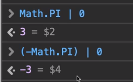 > Math.PI | 0
< 3 = $2
> (-Math.PI) | 0
< -3 = $4